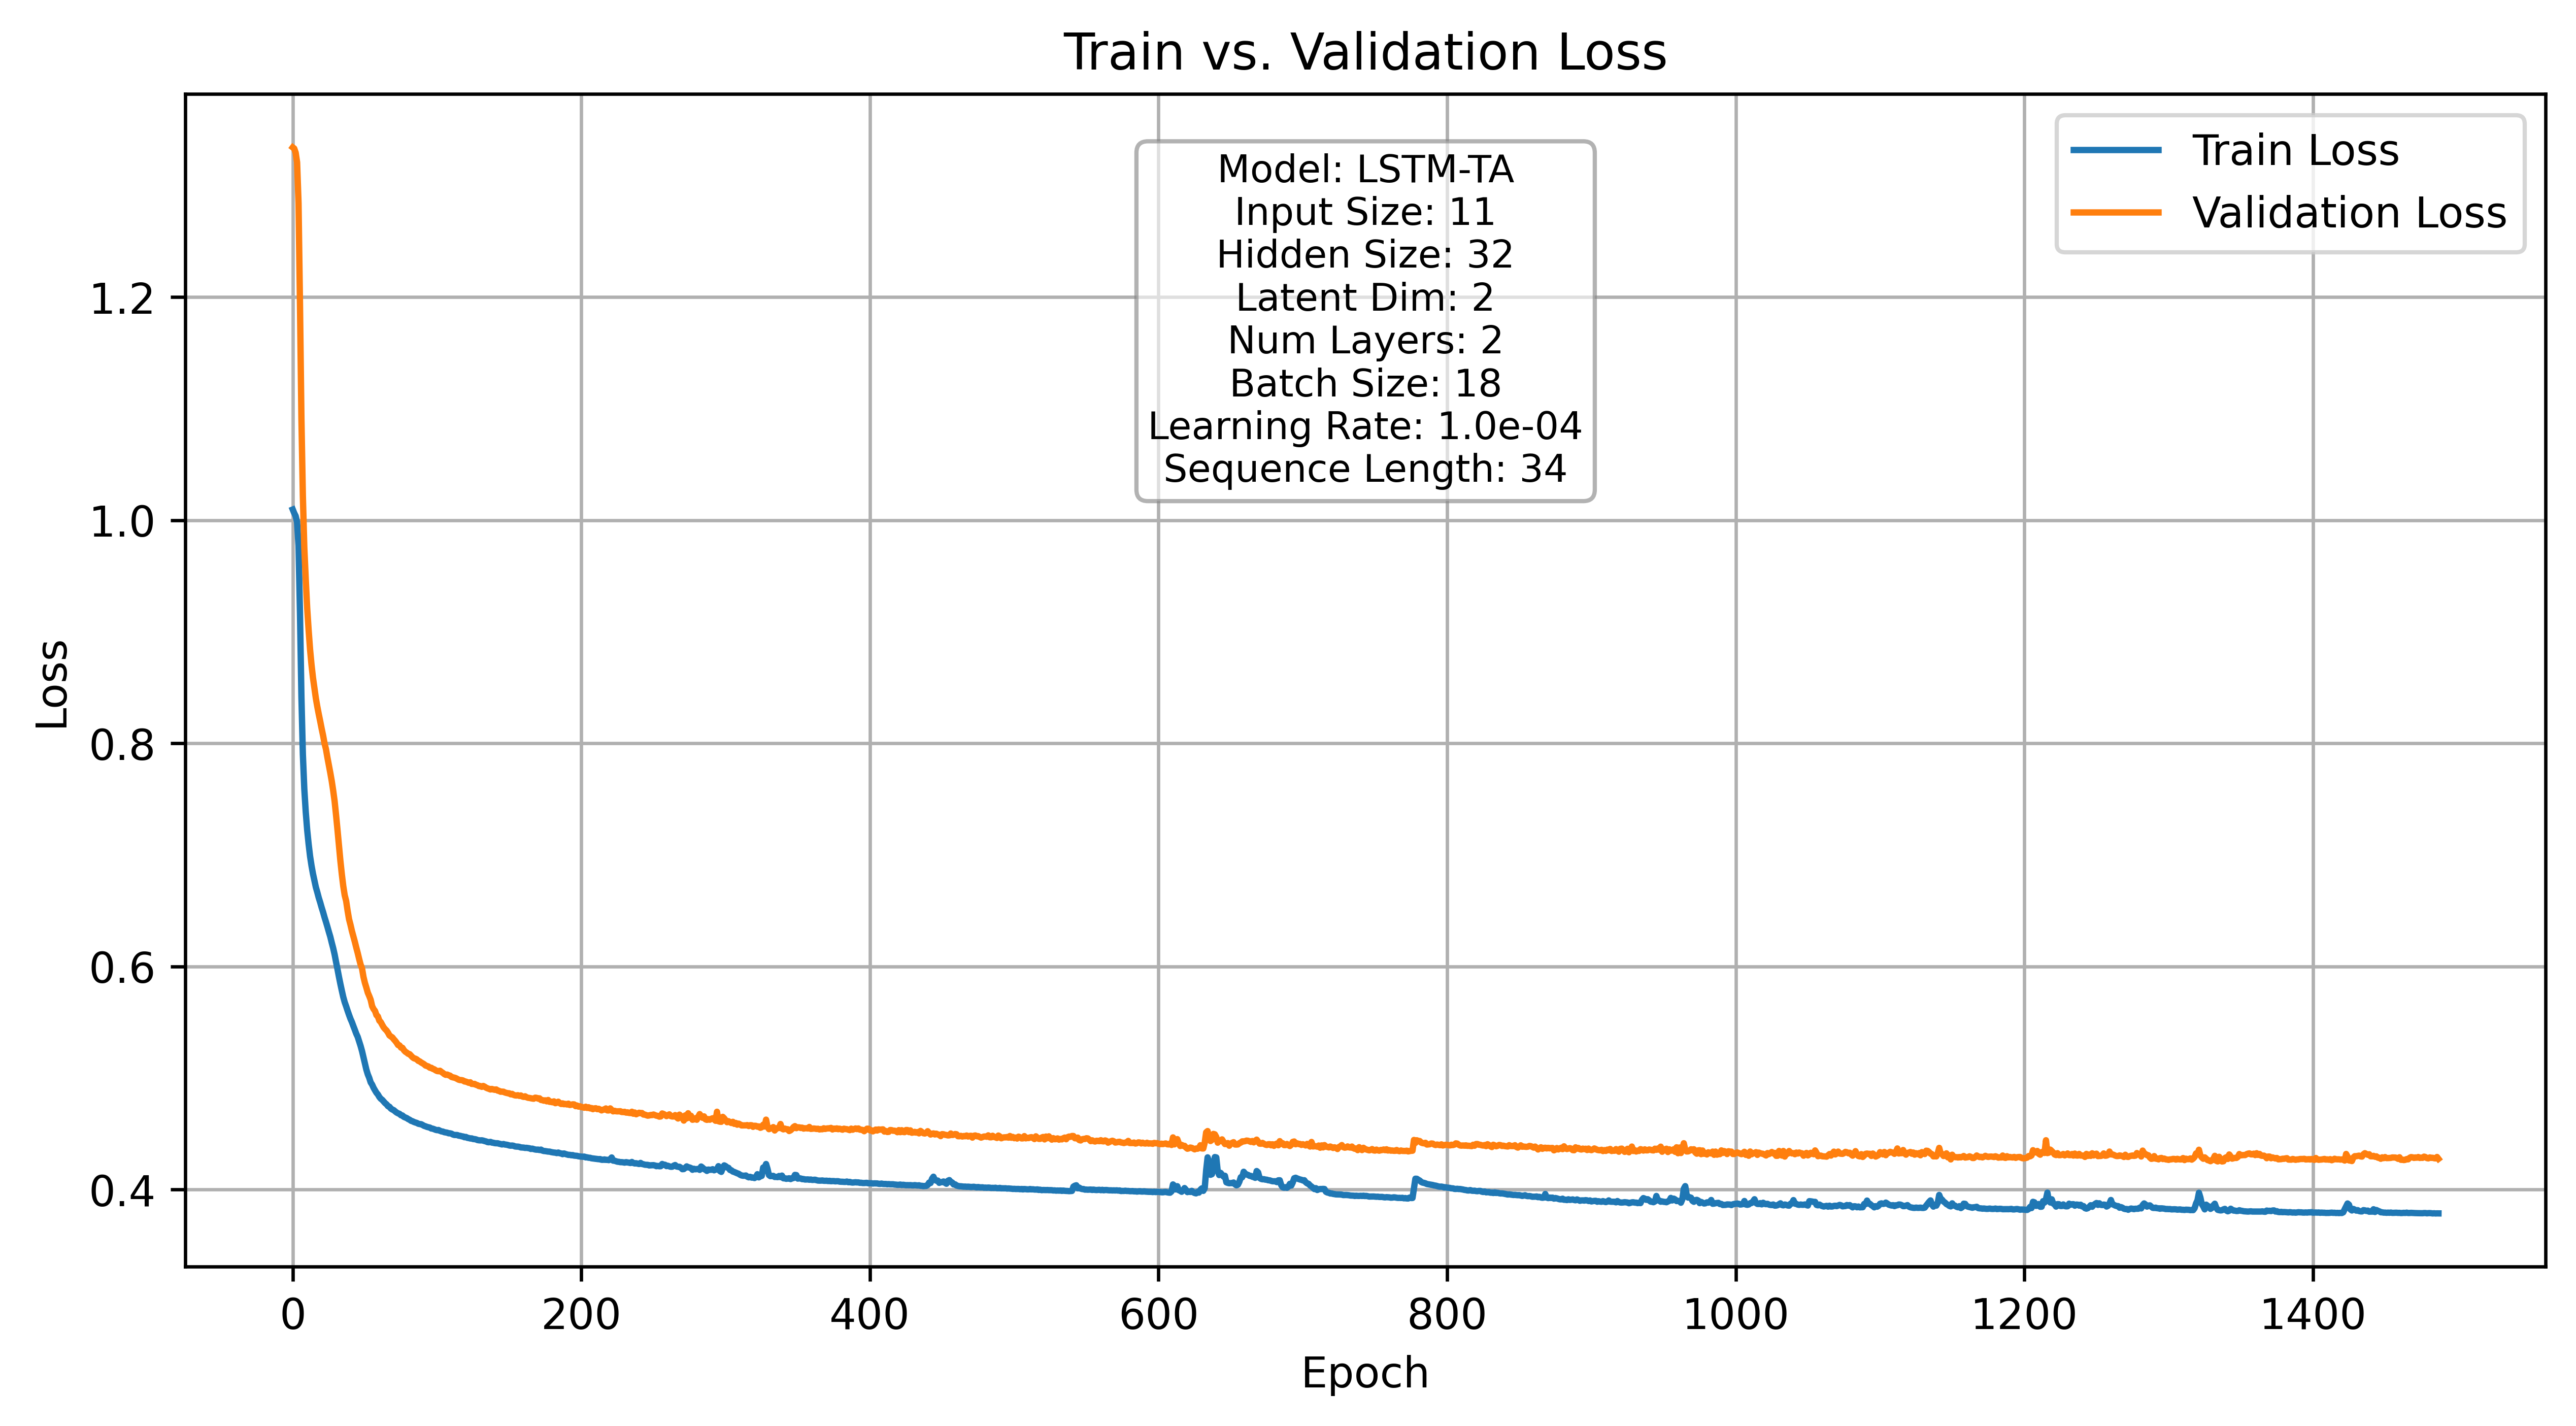 Train vs. Validation Loss
Train Loss
Validation Loss
Model: LSTM-TA
Input Size: 11
Hidden Size: 32
Latent Dim: 2
Num Layers: 2
Batch Size: 18
Learning Rate: 1.0e-04
Sequence Length: 34
Loss
1.2
1.0
0.8
0.6
0.4
0 200 400 600 800 1000 1200 1400
Epoch